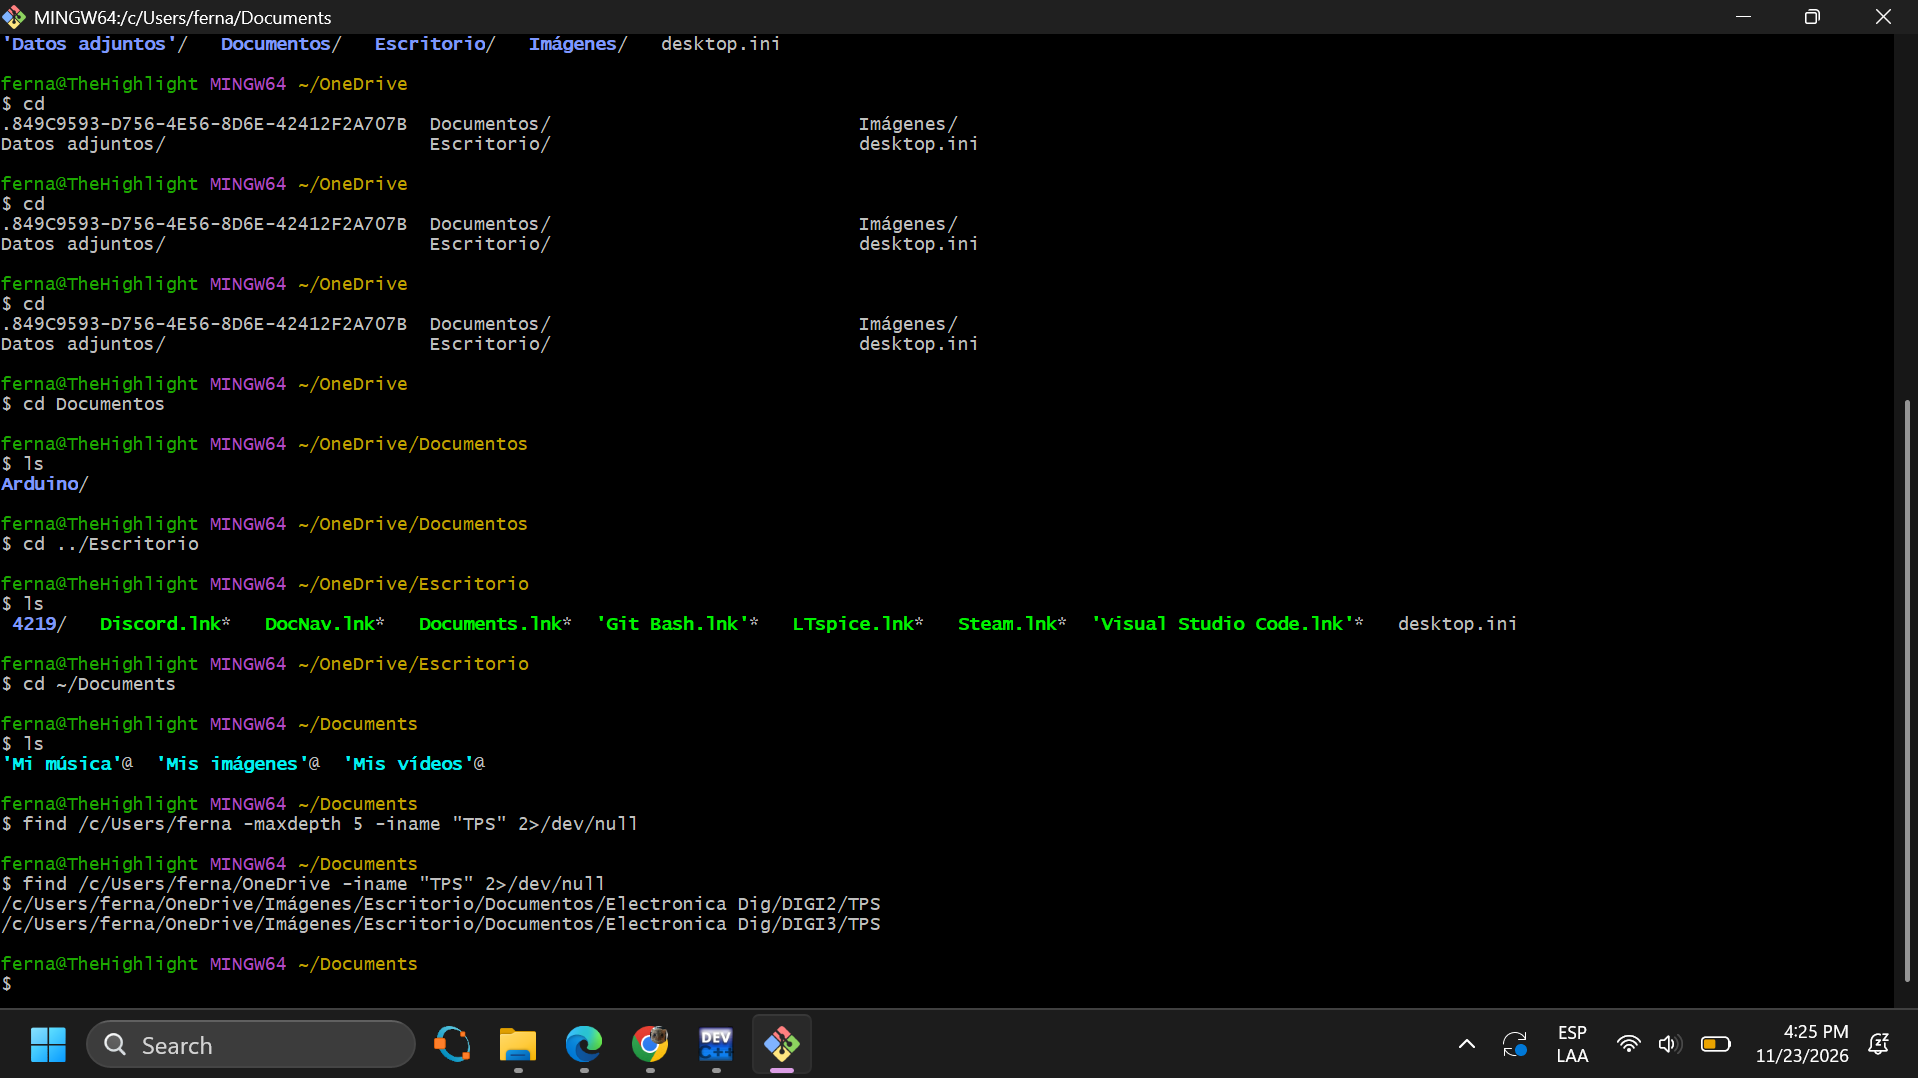 MINGW64:/c/Users/ferna/Documents
'Datos adjuntos'/   Documentos/   Escritorio/   Imágenes/   desktop.ini
ferna@TheHighlight MINGW64 ~/OneDrive
$ cd
.849C9593-D756-4E56-8D6E-42412F2A707B  Documentos/                            Imágenes/
Datos adjuntos/                        Escritorio/                            desktop.ini
ferna@TheHighlight MINGW64 ~/OneDrive
$ cd
.849C9593-D756-4E56-8D6E-42412F2A707B  Documentos/                            Imágenes/
Datos adjuntos/                        Escritorio/                            desktop.ini
ferna@TheHighlight MINGW64 ~/OneDrive
$ cd
.849C9593-D756-4E56-8D6E-42412F2A707B  Documentos/                            Imágenes/
Datos adjuntos/                        Escritorio/                            desktop.ini
ferna@TheHighlight MINGW64 ~/OneDrive
$ cd Documentos
ferna@TheHighlight MINGW64 ~/OneDrive/Documentos
$ ls
Arduino/
ferna@TheHighlight MINGW64 ~/OneDrive/Documentos
$ cd ../Escritorio
ferna@TheHighlight MINGW64 ~/OneDrive/Escritorio
$ ls
4219/   Discord.lnk*   DocNav.lnk*   Documents.lnk*  'Git Bash.lnk'*   LTspice.lnk*   Steam.lnk*  'Visual Studio Code.lnk'*   desktop.ini
ferna@TheHighlight MINGW64 ~/OneDrive/Escritorio
$ cd ~/Documents
ferna@TheHighlight MINGW64 ~/Documents
$ ls
'Mi música'@  'Mis imágenes'@  'Mis vídeos'@
ferna@TheHighlight MINGW64 ~/Documents
$ find /c/Users/ferna -maxdepth 5 -iname "TPS" 2>/dev/null
ferna@TheHighlight MINGW64 ~/Documents
$ find /c/Users/ferna/OneDrive -iname "TPS" 2>/dev/null
/c/Users/ferna/OneDrive/Imágenes/Escritorio/Documentos/Electronica Dig/DIGI2/TPS
/c/Users/ferna/OneDrive/Imágenes/Escritorio/Documentos/Electronica Dig/DIGI3/TPS
ferna@TheHighlight MINGW64 ~/Documents
$
Search
DEV
C++
ESP
LAA
4:25 PM
11/23/2026